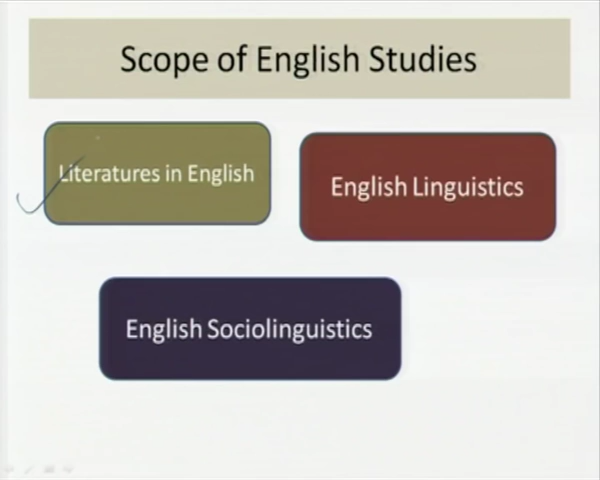 Scope of English Studies
Literatures in English
English Linguistics
English Sociolinguistics